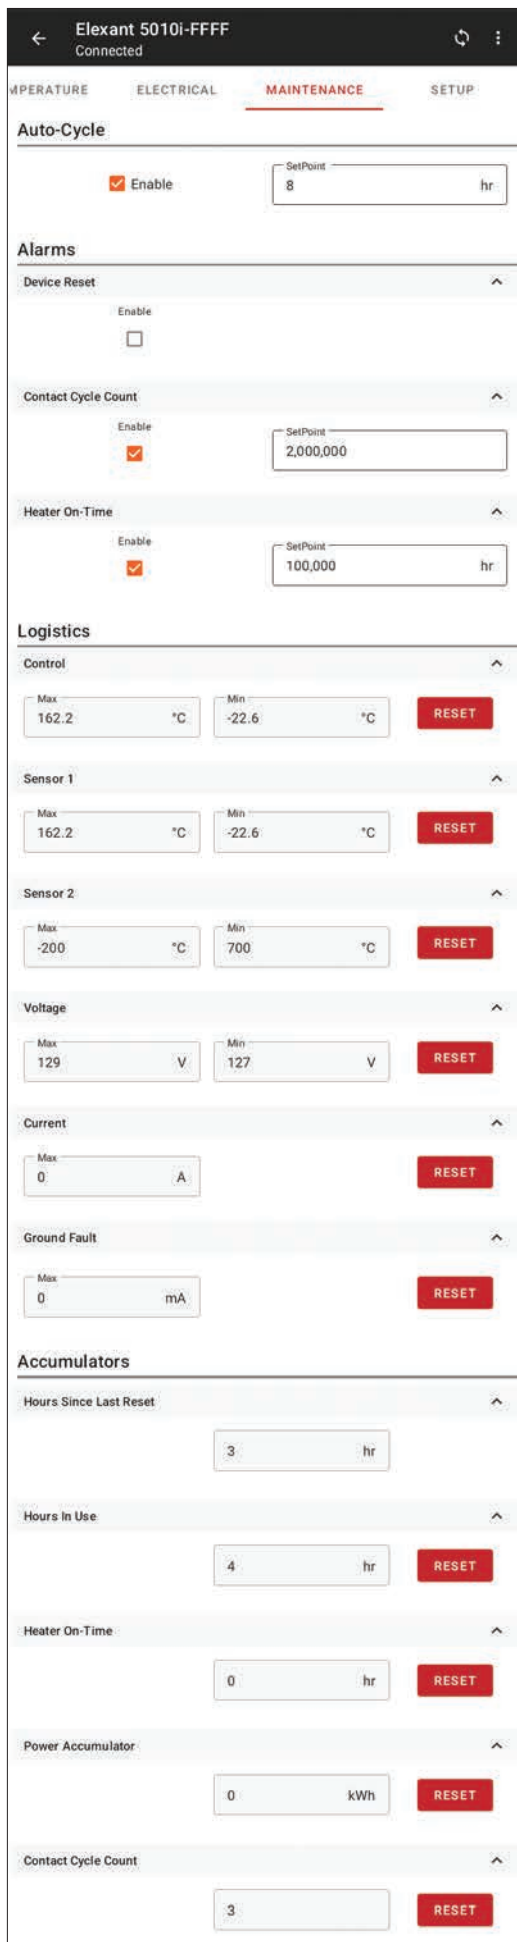 Elexant 5010i-FFFF
Connected
MPERATURE ELECTRICAL MAINTENANCE SETUP
Auto-Cycle
Enable
SetPoint
8 hr
Alarms
Device Reset
Enable
Contact Cycle Count
Enable
SetPoint
2,000,000
Heater On-Time
Enable
SetPoint
100,000 hr
Logistics
Control
Max Min
162.2 °C -22.6 °C RESET
Sensor 1
Max Min
162.2 °C -22.6 °C RESET
Sensor 2
Max Min
-200 °C 700 °C RESET
Voltage
Max Min
129 V 127 V RESET
Current
Max
0 A RESET
Ground Fault
Max
0 mA RESET
Accumulators
Hours Since Last Reset
3 hr
Hours In Use
4 hr RESET
Heater On-Time
0 hr RESET
Power Accumulator
0 kWh RESET
Contact Cycle Count
3 RESET